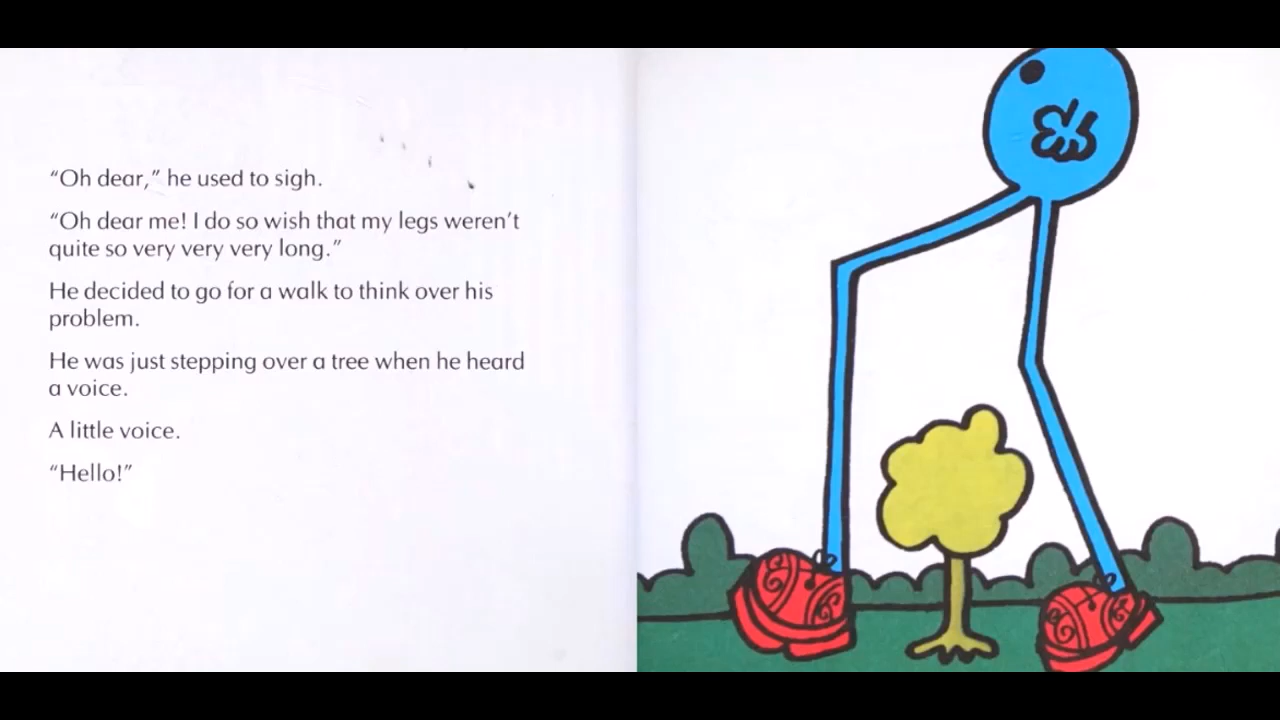 “Oh dear,” he used to sigh.
“Oh dear me! I do so wish that my legs weren’t
quite so very very very long.”
He decided to go for a walk to think over his
problem.
He was just stepping over a tree when he heard
a voice.
A little voice.
“Hello!”